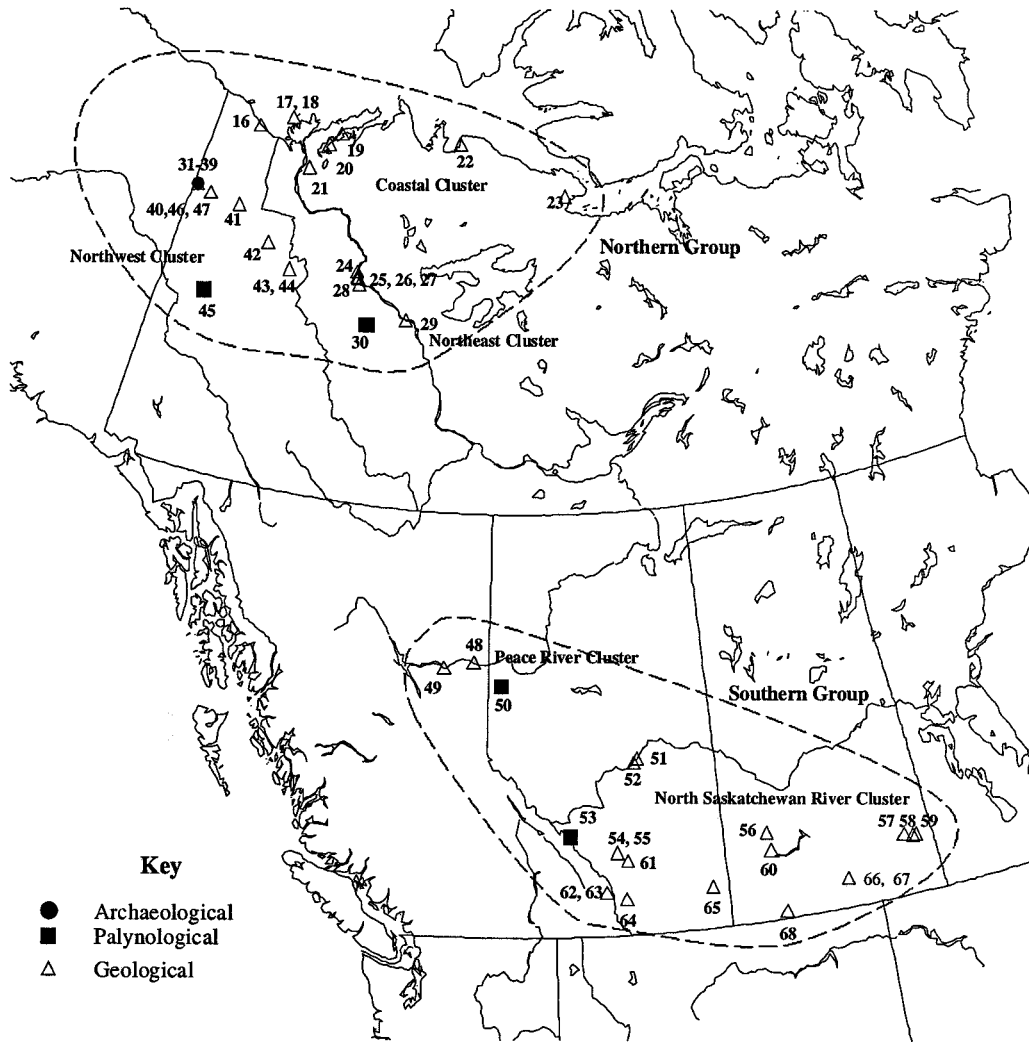 17, 18
16
19
20
22
21
31-39
Coastal Cluster
23
40,46, 47
41
Northern Group
42
Northwest Cluster
24
25, 26, 27
43, 44
28
45
29
30
Northeast Cluster
48
Peace River Cluster
49
Southern Group
50
51
52
North Saskatchewan River Cluster
53
56
57 58 59
54, 55
61
60
Key
62, 63
66, 67
65
64
Archaeological
68
Palynological
Geological